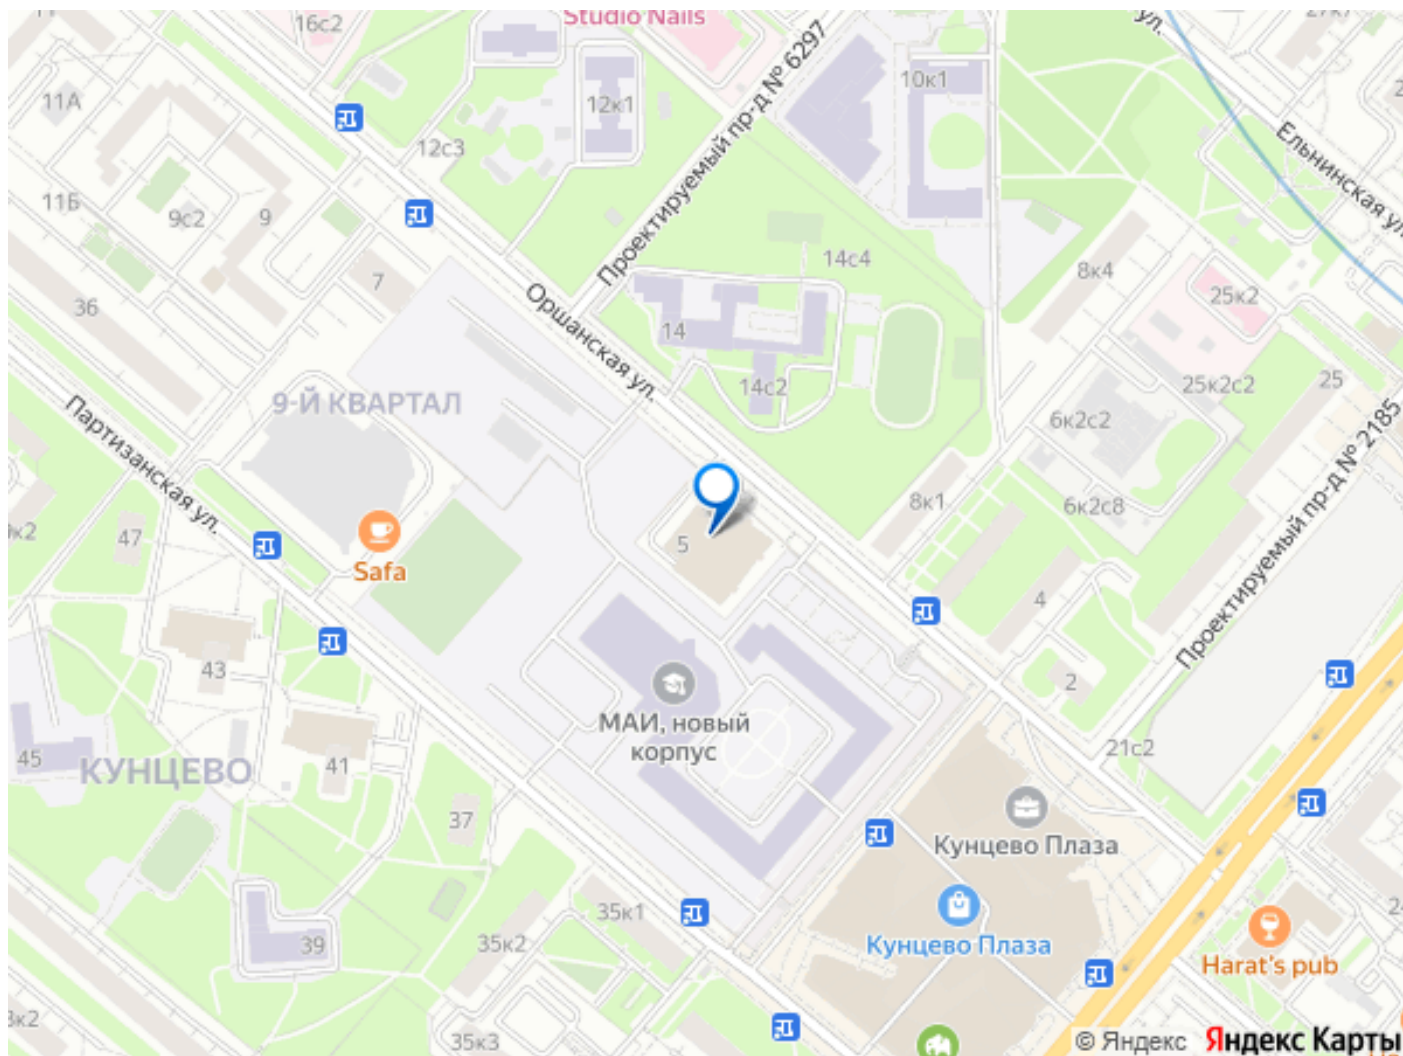 Studio Nails
16с2
27к7
ул.
11А
12к1
10к1
12с3
Проектируемый пр-д № 6297
Ельнинская ул.
11Б
9с2
9
7
14с4
8к4
25к2
36
Оршанская ул.
14
14с2
25к2с2
25
9-Й КВАРТАЛ
6к2с2
Партизанская ул.
Проектируемый пр-д № 2185
8к1
6к2с8
47
Safa
5
4
43
МАИ, новый
корпус
2
45
КУНЦЕВО
41
21с2
37
Кунцево Плаза
35к1
35к2
39
Кунцево Плаза
Harat's pub
35к3
© Яндекс Яндекс Карты